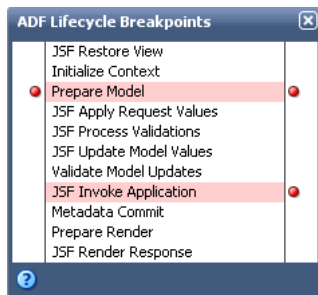 ADF Lifecycle Breakpoints
JSF Restore View
Initialize Context
Prepare Model
JSF Apply Request Values
JSF Process Validations
JSF Update Model Values
Validate Model Updates
JSF Invoke Application
Metadata Commit
Prepare Render
JSF Render Response
?